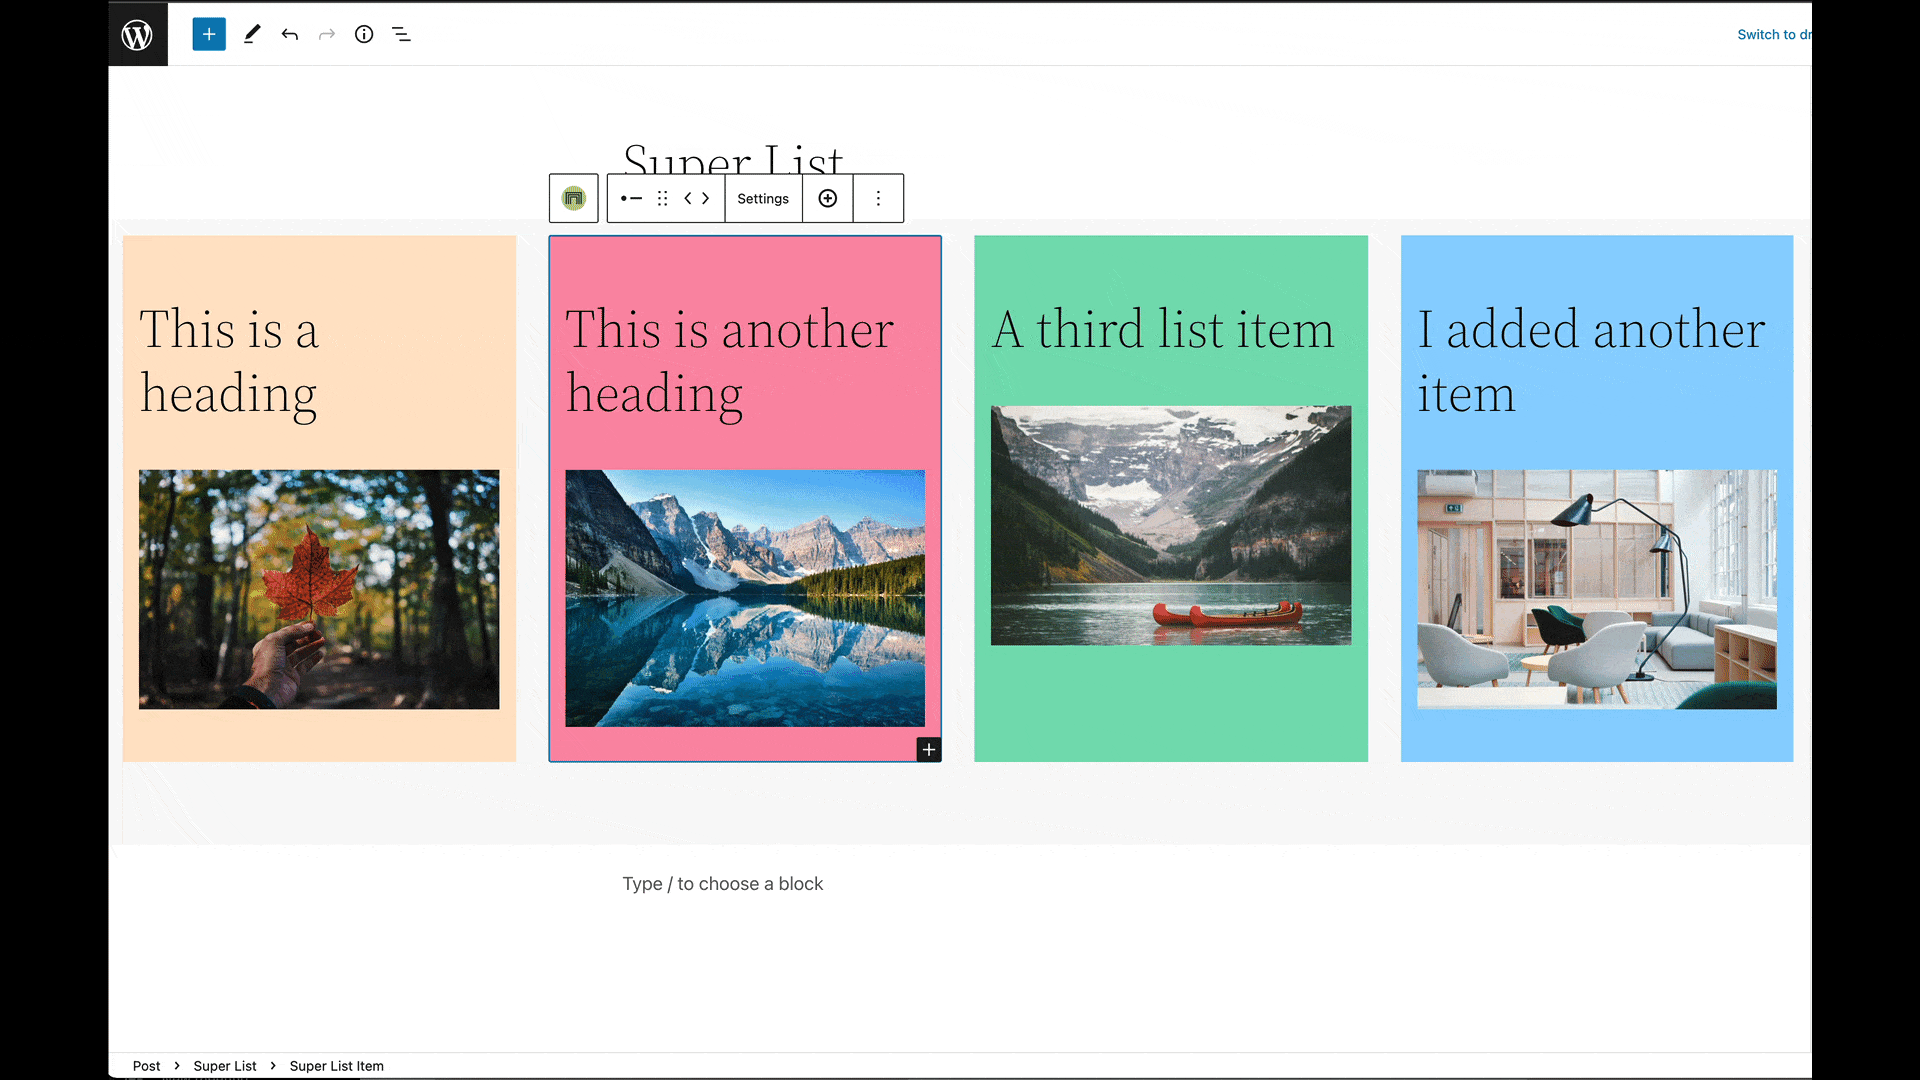 Switch to dr
Super List
Settings
This is a
heading
This is another
heading
A third list item
I added another
item
Type / to choose a block
Post
Super List
Super List Item